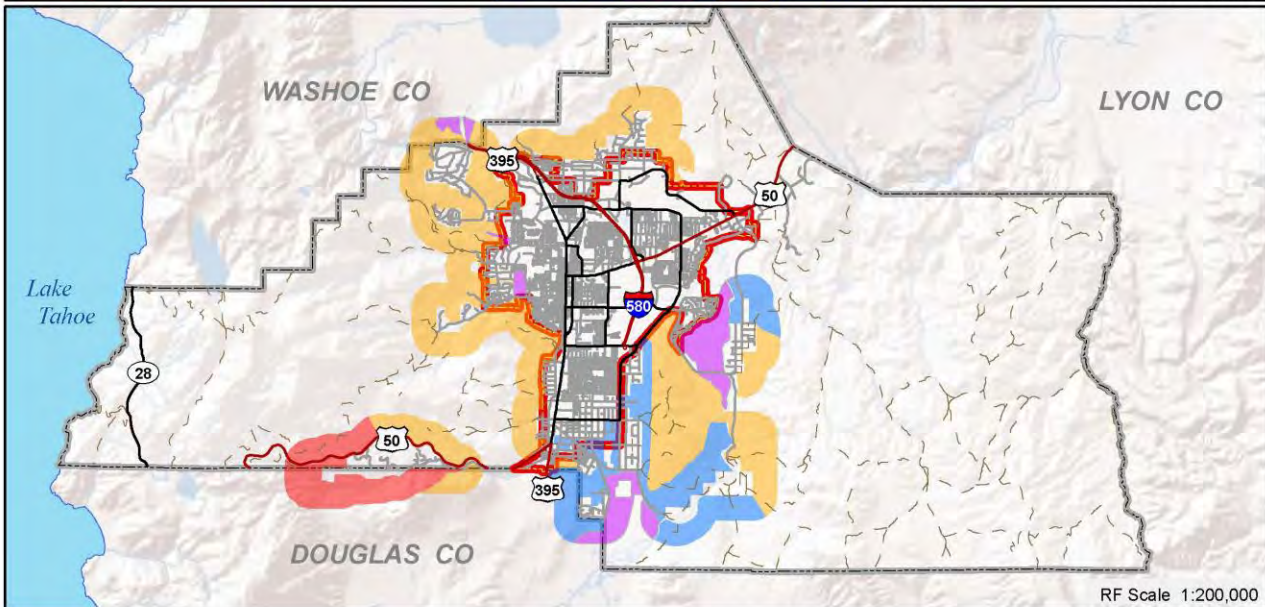 WASHOE CO
LYON CO
395
50
580
Lake
Tahoe
28
50
395
DOUGLAS CO
RF Scale 1:200,000